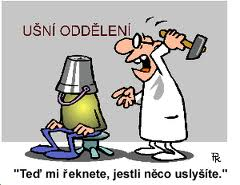 UŠNÍ ODDĚLENÍ
"Teď mi řeknete, jestli něco uslyšíte."